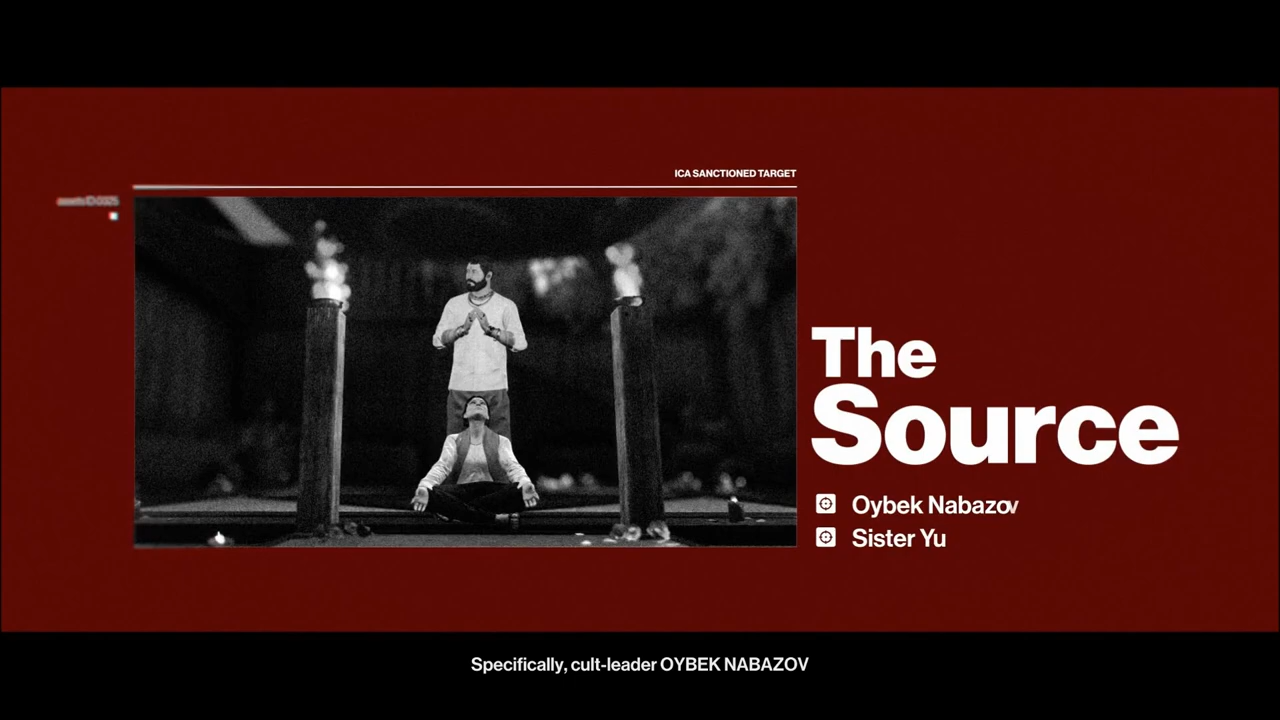 ICA SANCTIONED TARGET
The
Source
Oybek Nabazov
Sister Yu
Specifically, cult-leader OYBEK NABAZOV